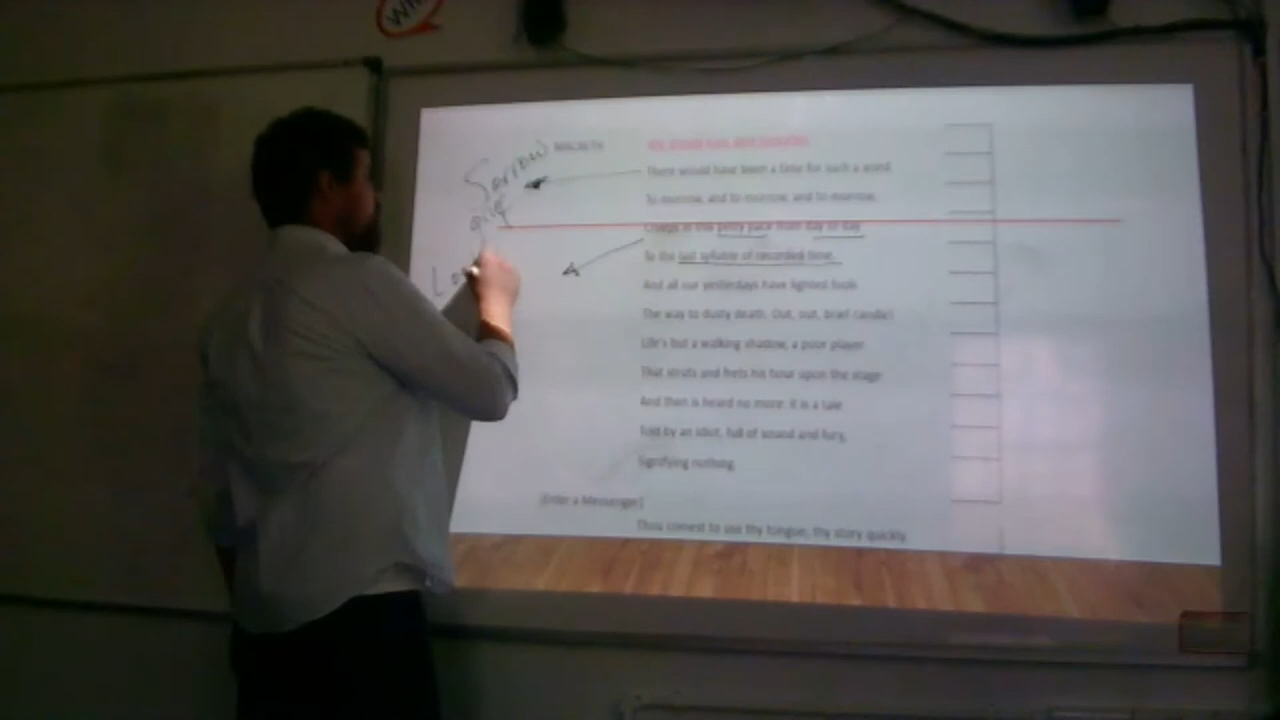 Sorrow
MACBETH
There would have been a time for such a word.
To-morrow, and to-morrow, and to-morrow,
Creeps in this petty pace from day to day
To the last syllable of recorded time,
And all our yesterdays have lighted fools
The way to dusty death. Out, out, brief candle!
Life's but a walking shadow, a poor player
That struts and frets his hour upon the stage
And then is heard no more: it is a tale
Told by an idiot, full of sound and fury,
Signifying nothing.
[Enter a Messenger]
Thou comest to use thy tongue; thy story quickly.